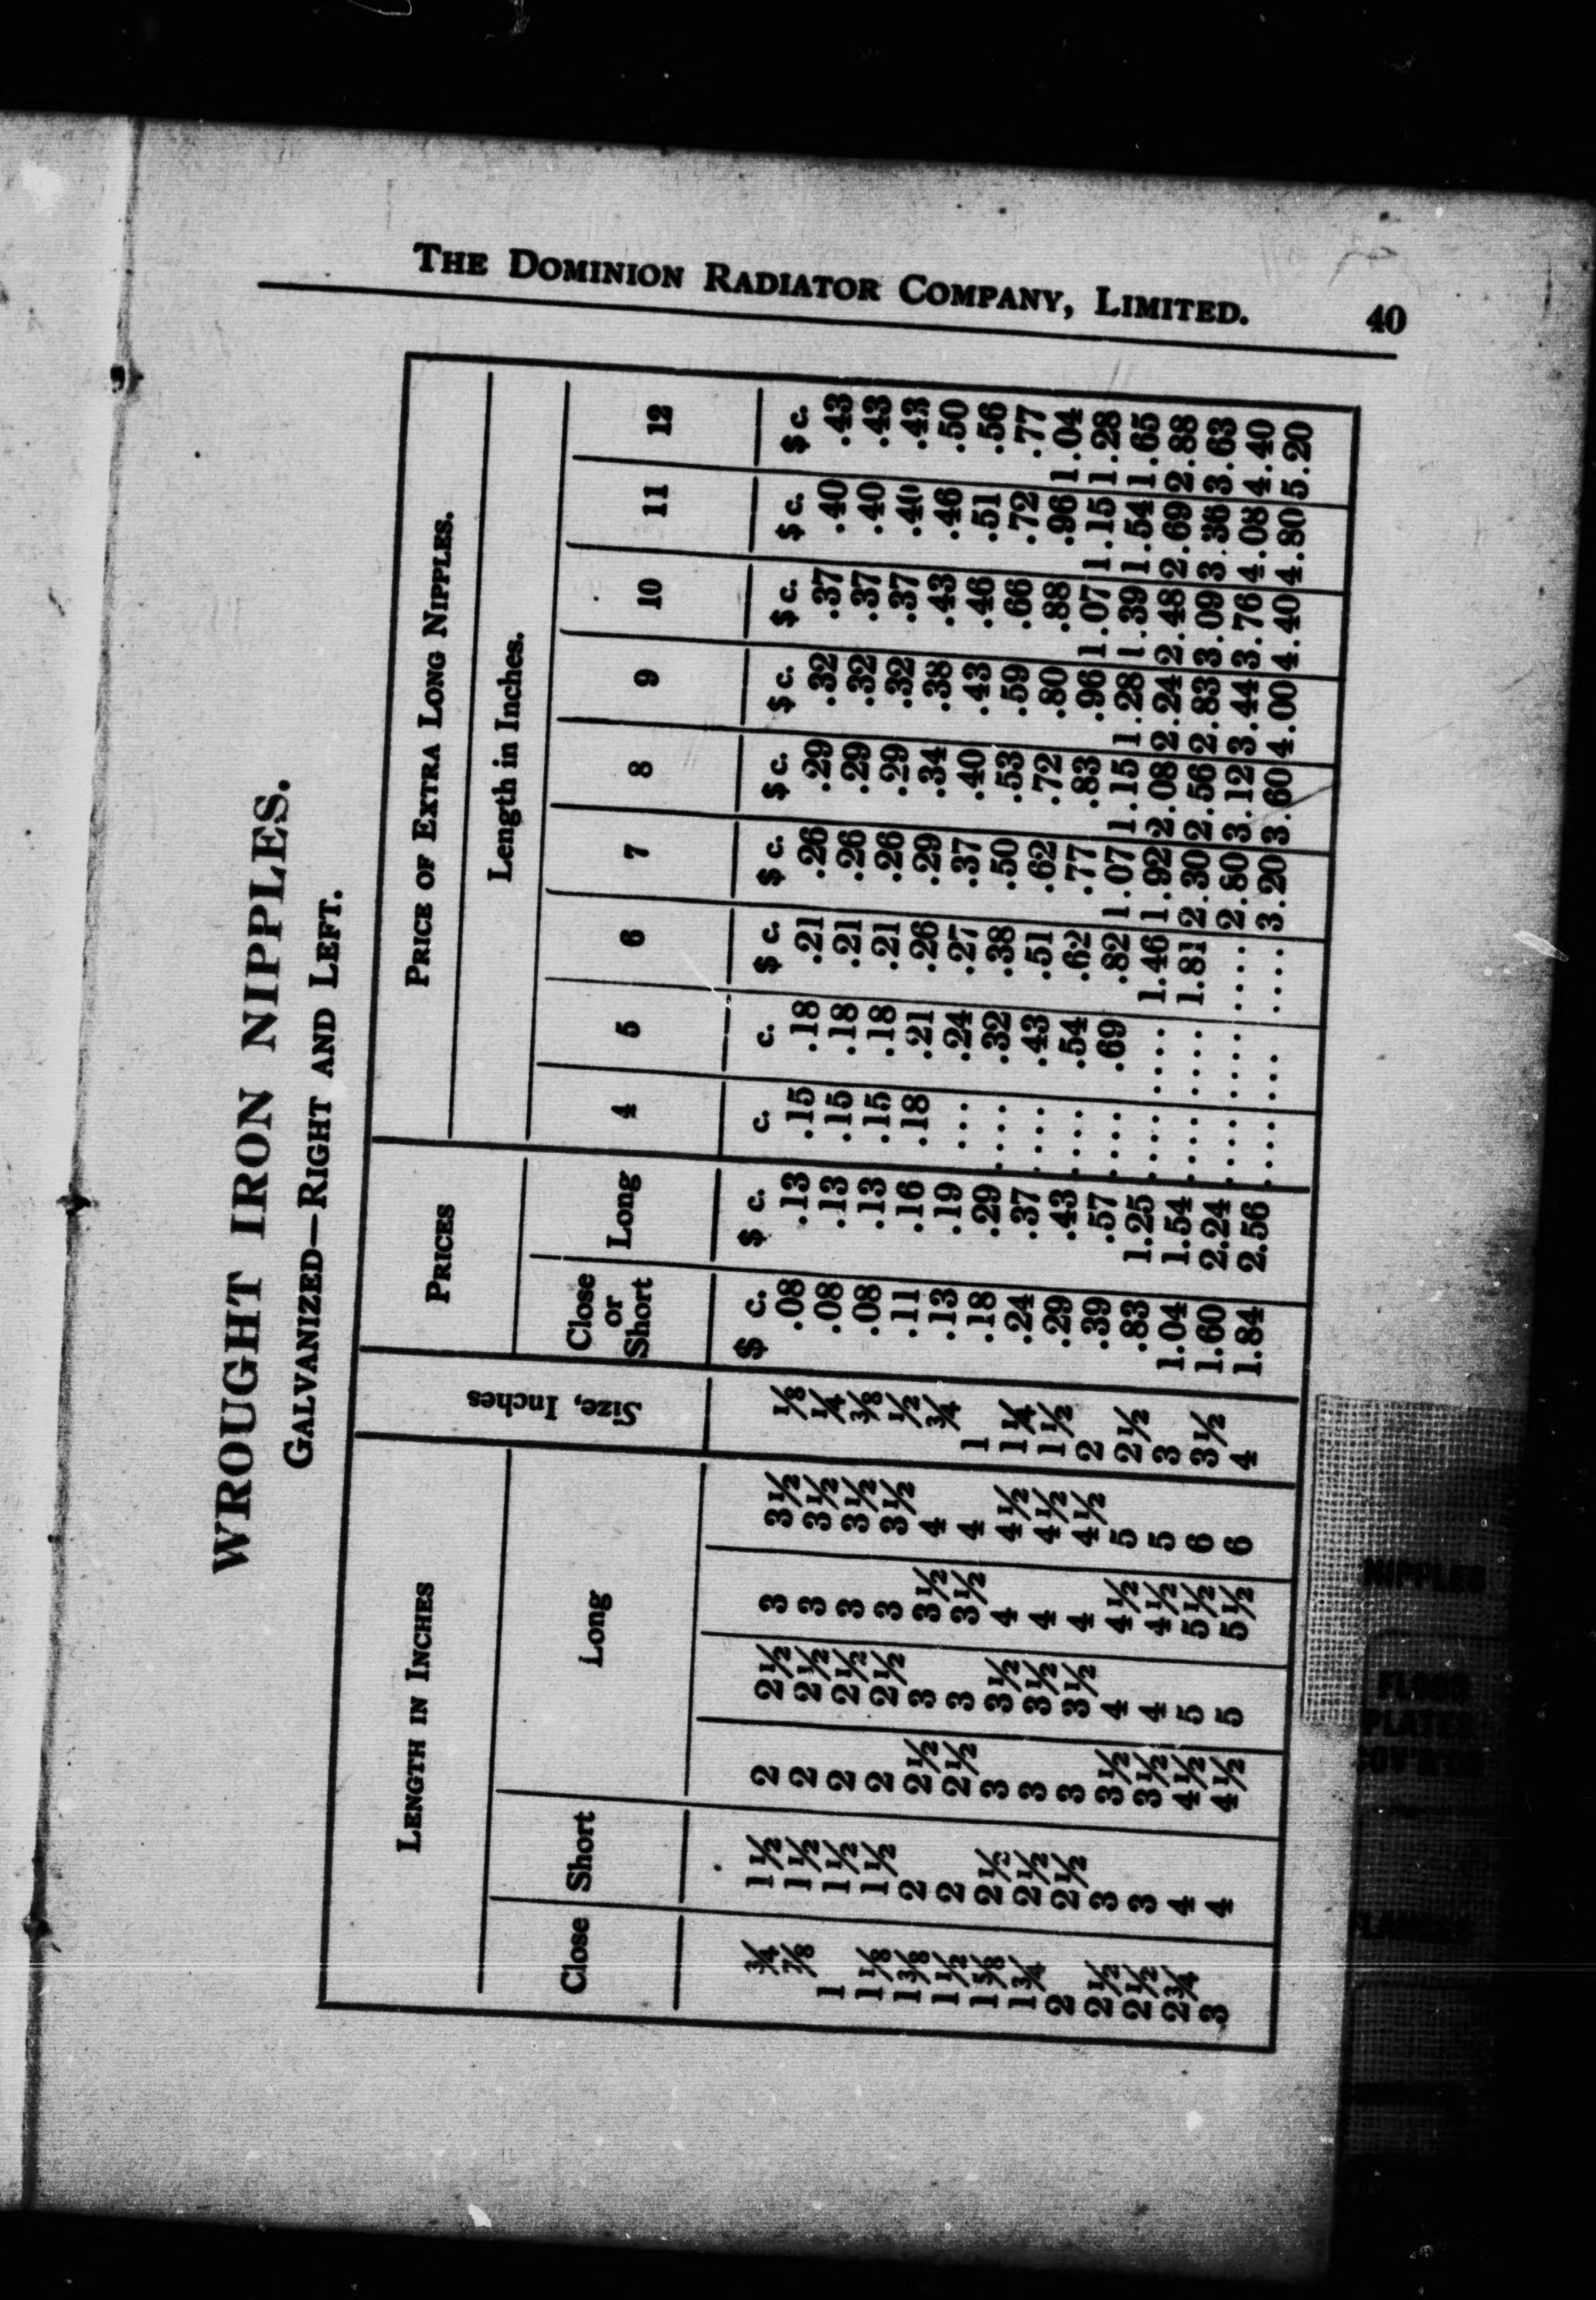 THE DOMINION RADIATOR COMPANY, LIMITED. 40
WROUGHT IRON NIPPLES.
GALVANIZED—RIGHT AND LEFT.
LENGTH IN INCHES Size, Inches PRICES PRICE OF EXTRA LONG NIPPLES.
Length in Inches.
Close Short Long Close or Short Long 4 5 6 7 8 9 10 11 12
$ c. $ c. c. c. $ c. $ c. $ c. $ c. $ c. $ c. $ c.
¾ 1½ 2 2½ 3 3½ ⅛ .08 .13 .15 .18 .21 .26 .29 .32 .37 .40 .43
⅞ 1½ 2 2½ 3 3½ ¼ .08 .13 .15 .18 .21 .26 .29 .32 .37 .40 .43
1 1½ 2 2½ 3 3½ ⅜ .08 .13 .15 .18 .21 .26 .29 .32 .37 .40 .43
1⅛ 1½ 2 2½ 3 3½ ½ .11 .16 .18 .21 .26 .29 .34 .38 .43 .46 .50
1⅜ 2 2½ 3 3½ 4 ¾ .13 .19 .... .24 .27 .37 .40 .43 .46 .51 .56
1½ 2 2½ 3 3½ 4 1 .18 .29 .... .32 .38 .50 .53 .59 .66 .72 .77
1⅝ 2½ 3 3½ 4 4½ 1¼ .24 .37 .... .43 .51 .62 .72 .80 .88 .96 1.04
1¾ 2½ 3 3½ 4 4½ 1½ .29 .43 .... .54 .62 .77 .83 .96 1.07 1.15 1.28
2 2½ 3 3½ 4 4½ 2 .39 .57 .... .69 .82 1.07 1.15 1.28 1.39 1.54 1.65
2½ 3 3½ 4 4½ 5 2½ .83 1.25 .... .... 1.46 1.92 2.08 2.24 2.48 2.69 2.88
2½ 3 3½ 4 4½ 5 3 1.04 1.54 .... .... 1.81 2.30 2.56 2.83 3.09 3.36 3.63
2¾ 4 4½ 5 5½ 6 3½ 1.60 2.24 .... .... .... 2.80 3.12 3.44 3.76 4.08 4.40
3 4 4½ 5 5½ 6 4 1.84 2.56 .... .... .... 3.20 3.60 4.00 4.40 4.80 5.20
NIPPLES
PLATES